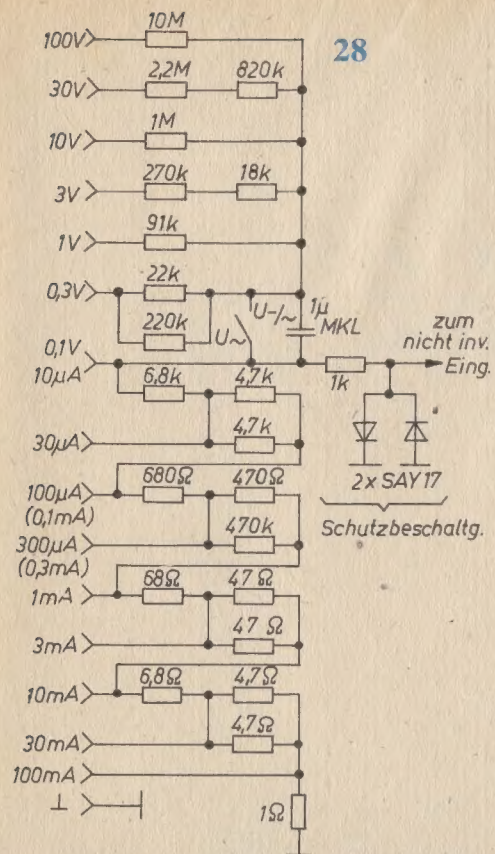 28
10M
100V
2,2M 820k
30V
1M
10V
270k 18k
3V
91k
1V
22k
0,3V
220k
U~
U-/~
1µ
MKL
0,1V
10µA
6,8k 4,7k
1k
zum
nicht inv.
Eing.
4,7k
30µA
2x SAY17
Schutzbeschaltg.
680Ω 470Ω
100µA
(0,1mA)
470k
300µA
(0,3mA)
68Ω 47Ω
1mA
47Ω
3mA
6,8Ω 4,7Ω
10mA
4,7Ω
30mA
100mA
⊥
1Ω